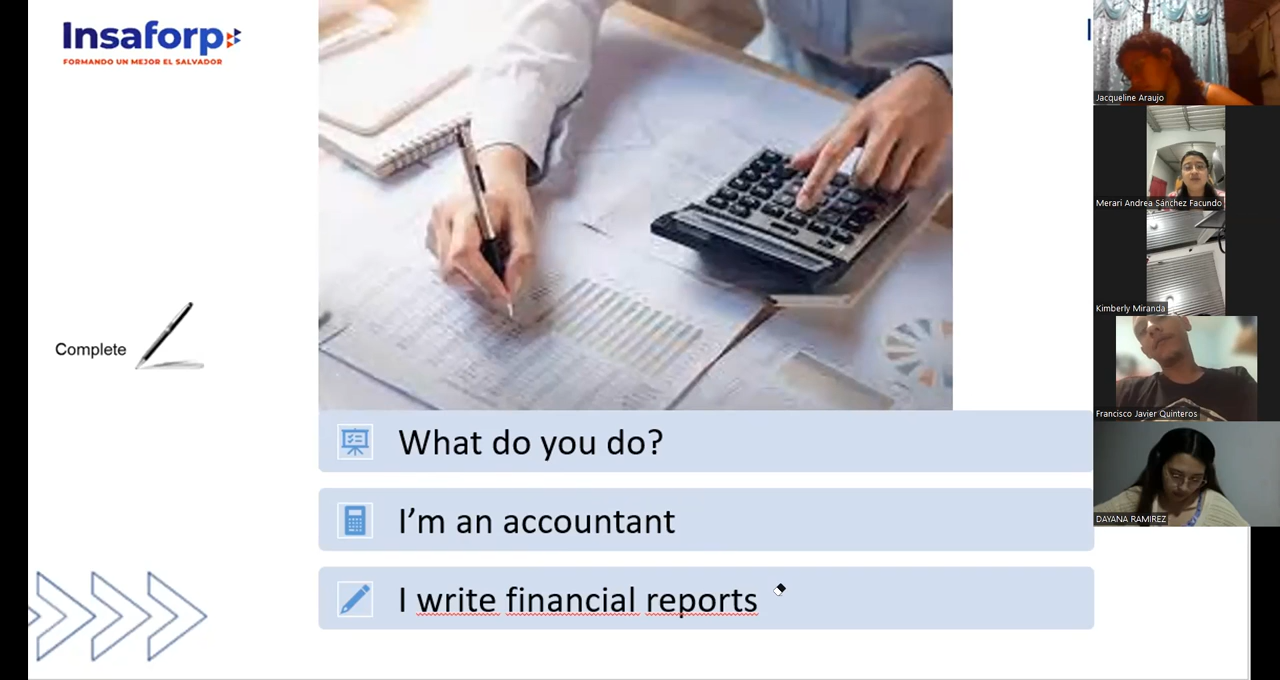 Insaforp
FORMANDO UN MEJOR EL SALVADOR
Complete
What do you do?
I'm an accountant
I write financial reports
Jacqueline Araujo
Merari Andrea Sánchez Facundo
Kimberly Miranda
Francisco Javier Quinteros
DAYANA RAMIREZ